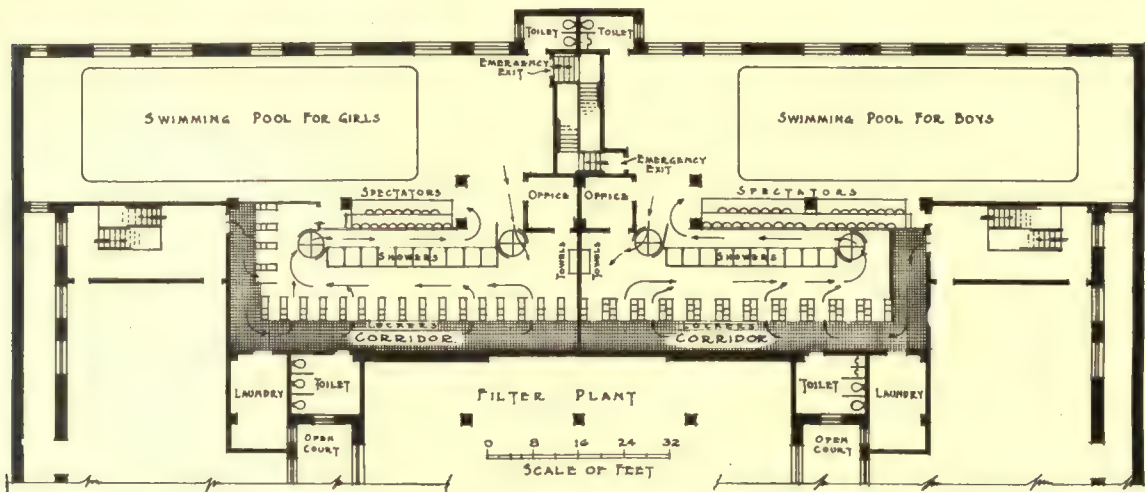 TOILET TOILET
EMERGENCY
EXIT
SWIMMING POOL FOR GIRLS
SWIMMING POOL FOR BOYS
EMERGENCY
EXIT
SPECTATORS
OFFICE OFFICE
SPECTATORS
SHOWERS
TOWELS
TOWELS
SHOWERS
LOCKERS
LOCKERS
CORRIDOR
CORRIDOR
LAUNDRY
TOILET
FILTER PLANT
TOILET
LAUNDRY
OPEN
COURT
0 8 16 24 32
SCALE OF FEET
OPEN
COURT